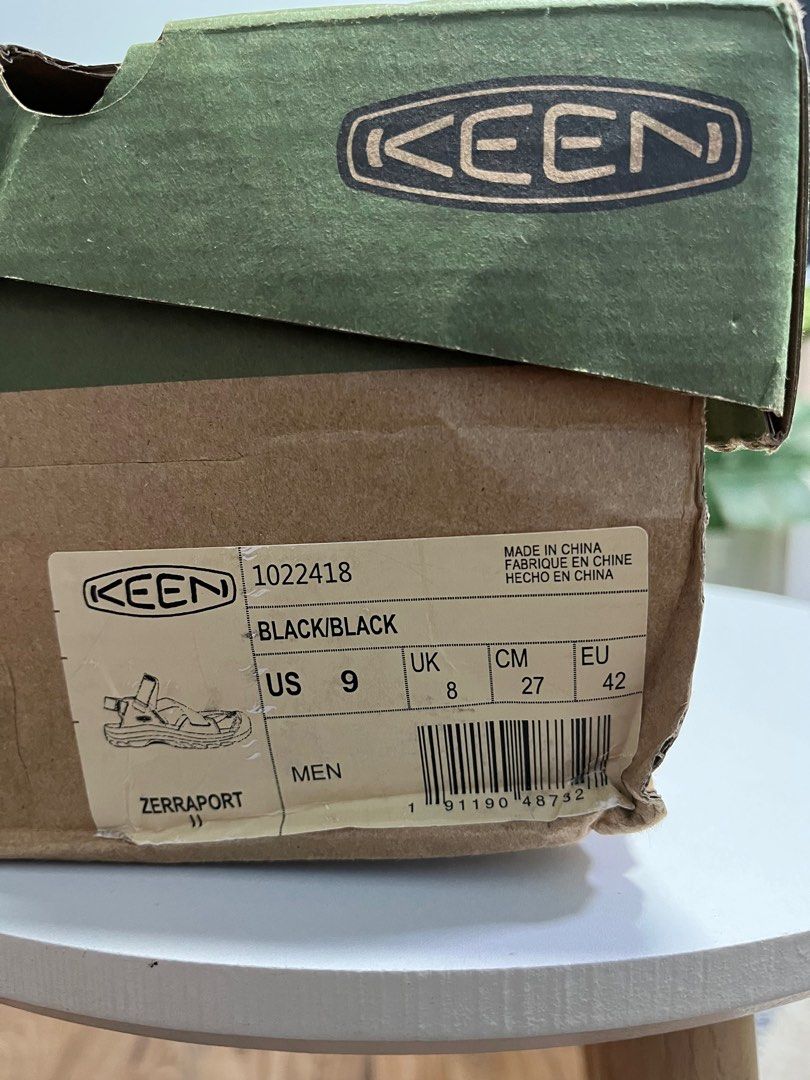 KEEN
KEEN
1022418
MADE IN CHINA
FABRIQUE EN CHINE
HECHO EN CHINA
BLACK/BLACK
US 9
UK 8
CM 27
EU 42
MEN
ZERRAPORT
II
1 91190 48732